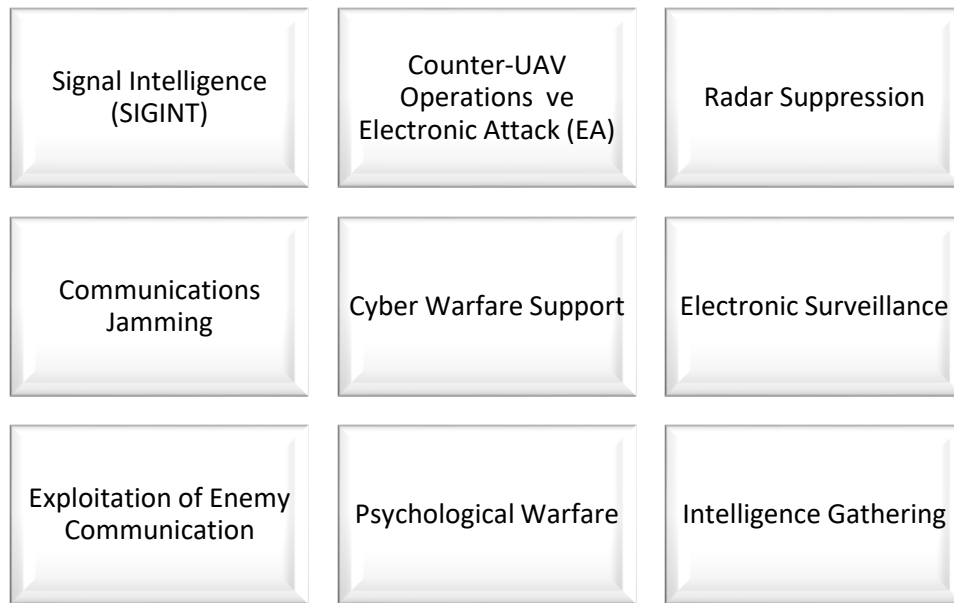 Signal Intelligence
(SIGINT)
Counter-UAV
Operations  ve
Electronic Attack (EA)
Radar Suppression
Communications
Jamming
Cyber Warfare Support
Electronic Surveillance
Exploitation of Enemy
Communication
Psychological Warfare
Intelligence Gathering